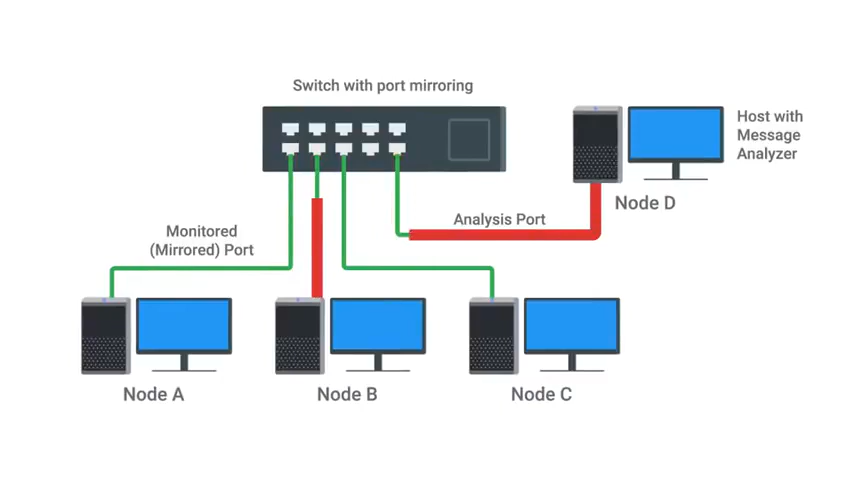 Switch with port mirroring
Host with
Message
Analyzer
Node D
Analysis Port
Monitored
(Mirrored) Port
Node A
Node B
Node C